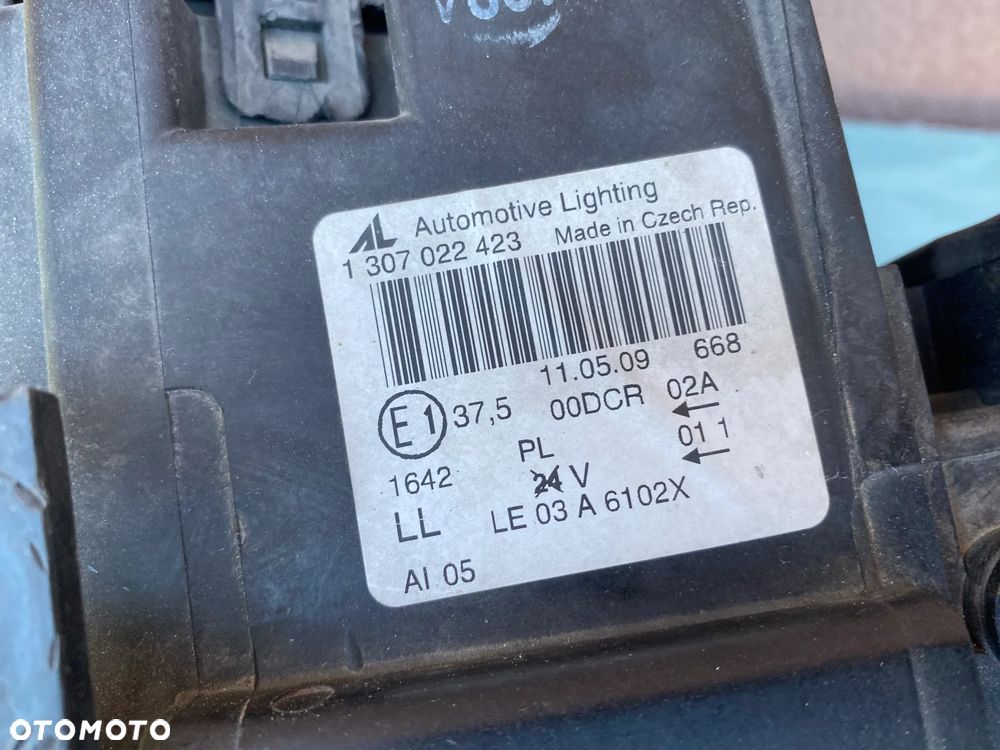 AL Automotive Lighting
1 307 022 423 Made in Czech Rep.
11.05.09 668
E1 37,5 00DCR 02A
←
PL 01 1
←
1642 24 V
LL LE 03 A 6102X
AI 05
OTOMOTO